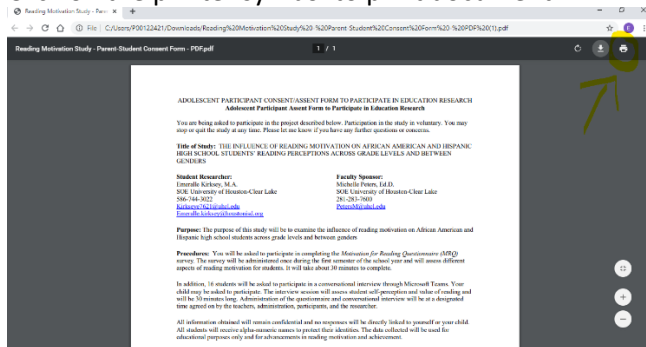 Reading Motivation Study - Paren
File | C:/Users/P00122421/Downloads/Reading%20Motivation%20Study%20-%20Parent-Student%20Consent%20Form%20-%20PDF%20(1).pdf
Reading Motivation Study - Parent-Student Consent Form - PDF.pdf
1 / 1
ADOLESCENT PARTICIPANT CONSENT/ASSENT FORM TO PARTICIPATE IN EDUCATION RESEARCH
Adolescent Participant Assent Form to Participate in Education Research
You are being asked to participate in the project described below. Participation in the study in voluntary. You may
stop or quit the study at any time. Please let me know if you have any further questions or concerns.
Title of Study: THE INFLUENCE OF READING MOTIVATION ON AFRICAN AMERICAN AND HISPANIC
HIGH SCHOOL STUDENTS' READING PERCEPTIONS ACROSS GRADE LEVELS AND BETWEEN
GENDERS
Student Researcher:
Emeralle Kirksey, M.A.
SOE University of Houston-Clear Lake
586-744-3022
Kirkseye7621@uhcl.edu
Emeralle.kirksey@houstonisd.org
Faculty Sponsor:
Michelle Peters, Ed.D.
SOE University of Houston-Clear Lake
281-283-7600
PetersM@uhcl.edu
Purpose: The purpose of this study will be to examine the influence of reading motivation on African American and
Hispanic high school students across grade levels and between genders
Procedures: You will be asked to participate in completing the Motivation for Reading Questionnaire (MRQ)
survey. The survey will be administered once during the first semester of the school year and will assess different
aspects of reading motivation for students. It will take about 30 minutes to complete.
In addition, 16 students will be asked to participate in a conversational interview through Microsoft Teams. Your
child may be asked to participate. The interview session will assess student self-perception and value of reading and
will be 30 minutes long. Administration of the questionnaire and conversational interview will be at a designated
time agreed on by the teachers, administration, participants, and the researcher.
All information obtained will remain confidential and no responses will be directly linked to yourself or your child.
All students will receive alpha-numeric names to protect their identities. The data collected will be used for
educational purposes only and for advancements in reading motivation and achievement.